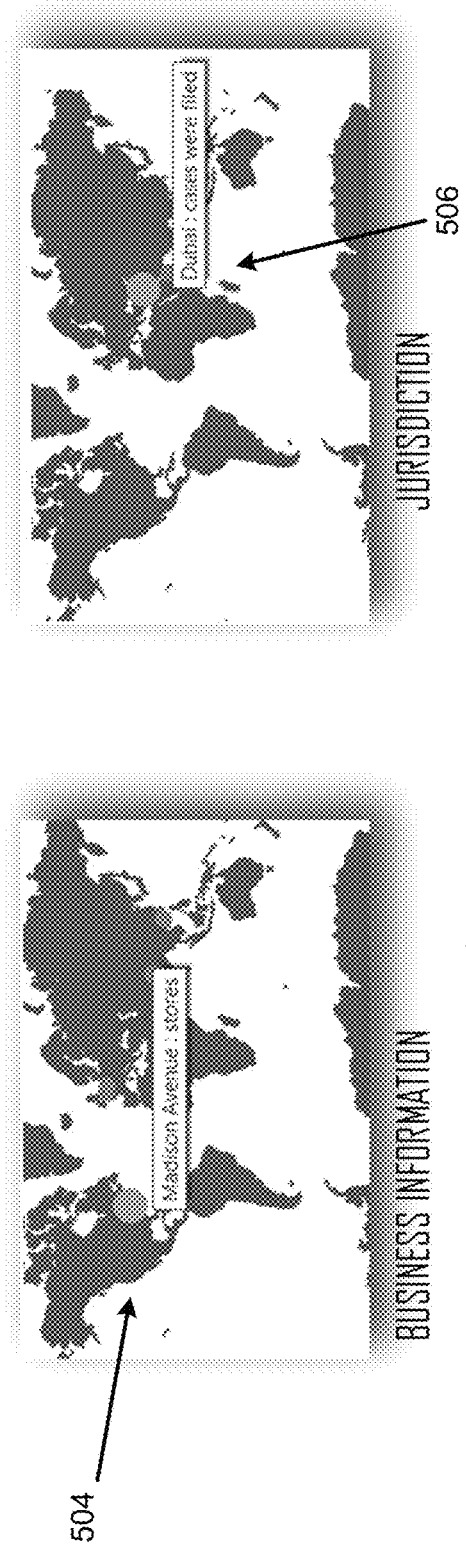 504
Madison Avenue : stores
BUSINESS INFORMATION
Dubai : cases were filed
506
JURISDICTION